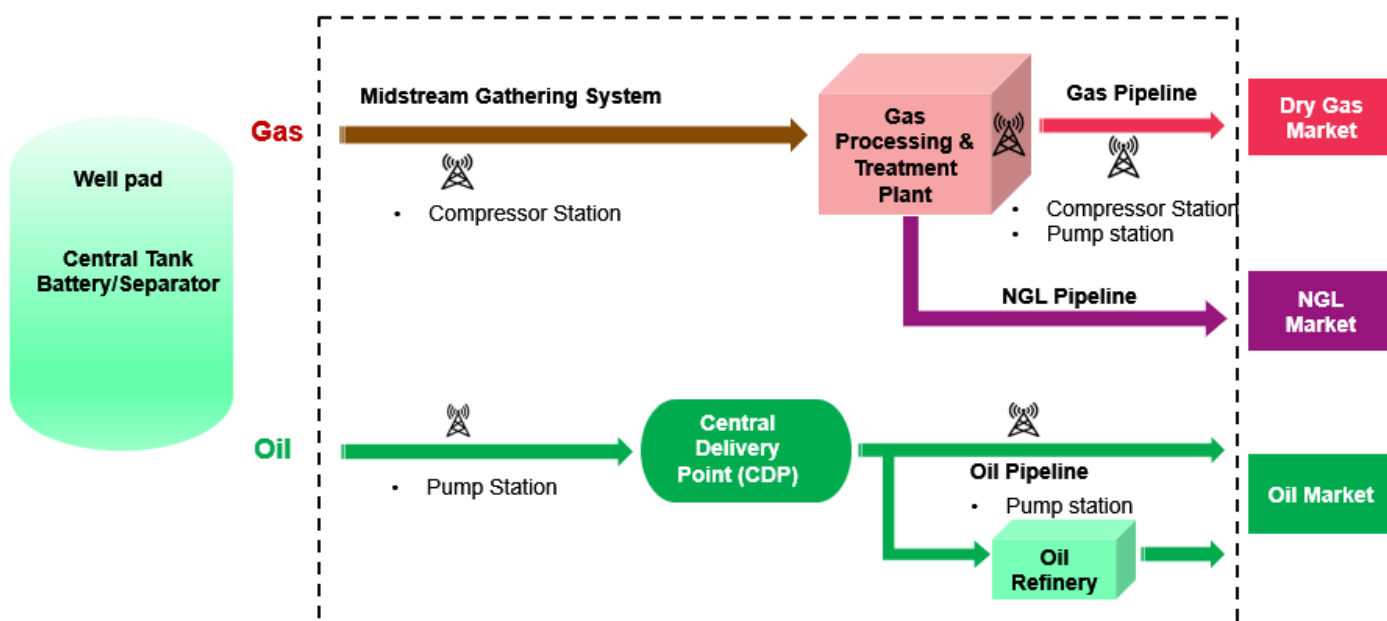 Well pad
Central Tank
Battery/Separator
Gas
Midstream Gathering System
• Compressor Station
Gas
Processing &
Treatment
Plant
Gas Pipeline
• Compressor Station
• Pump station
Dry Gas
Market
NGL Pipeline
NGL
Market
Oil
• Pump Station
Central
Delivery
Point (CDP)
Oil Pipeline
• Pump station
Oil
Refinery
Oil Market